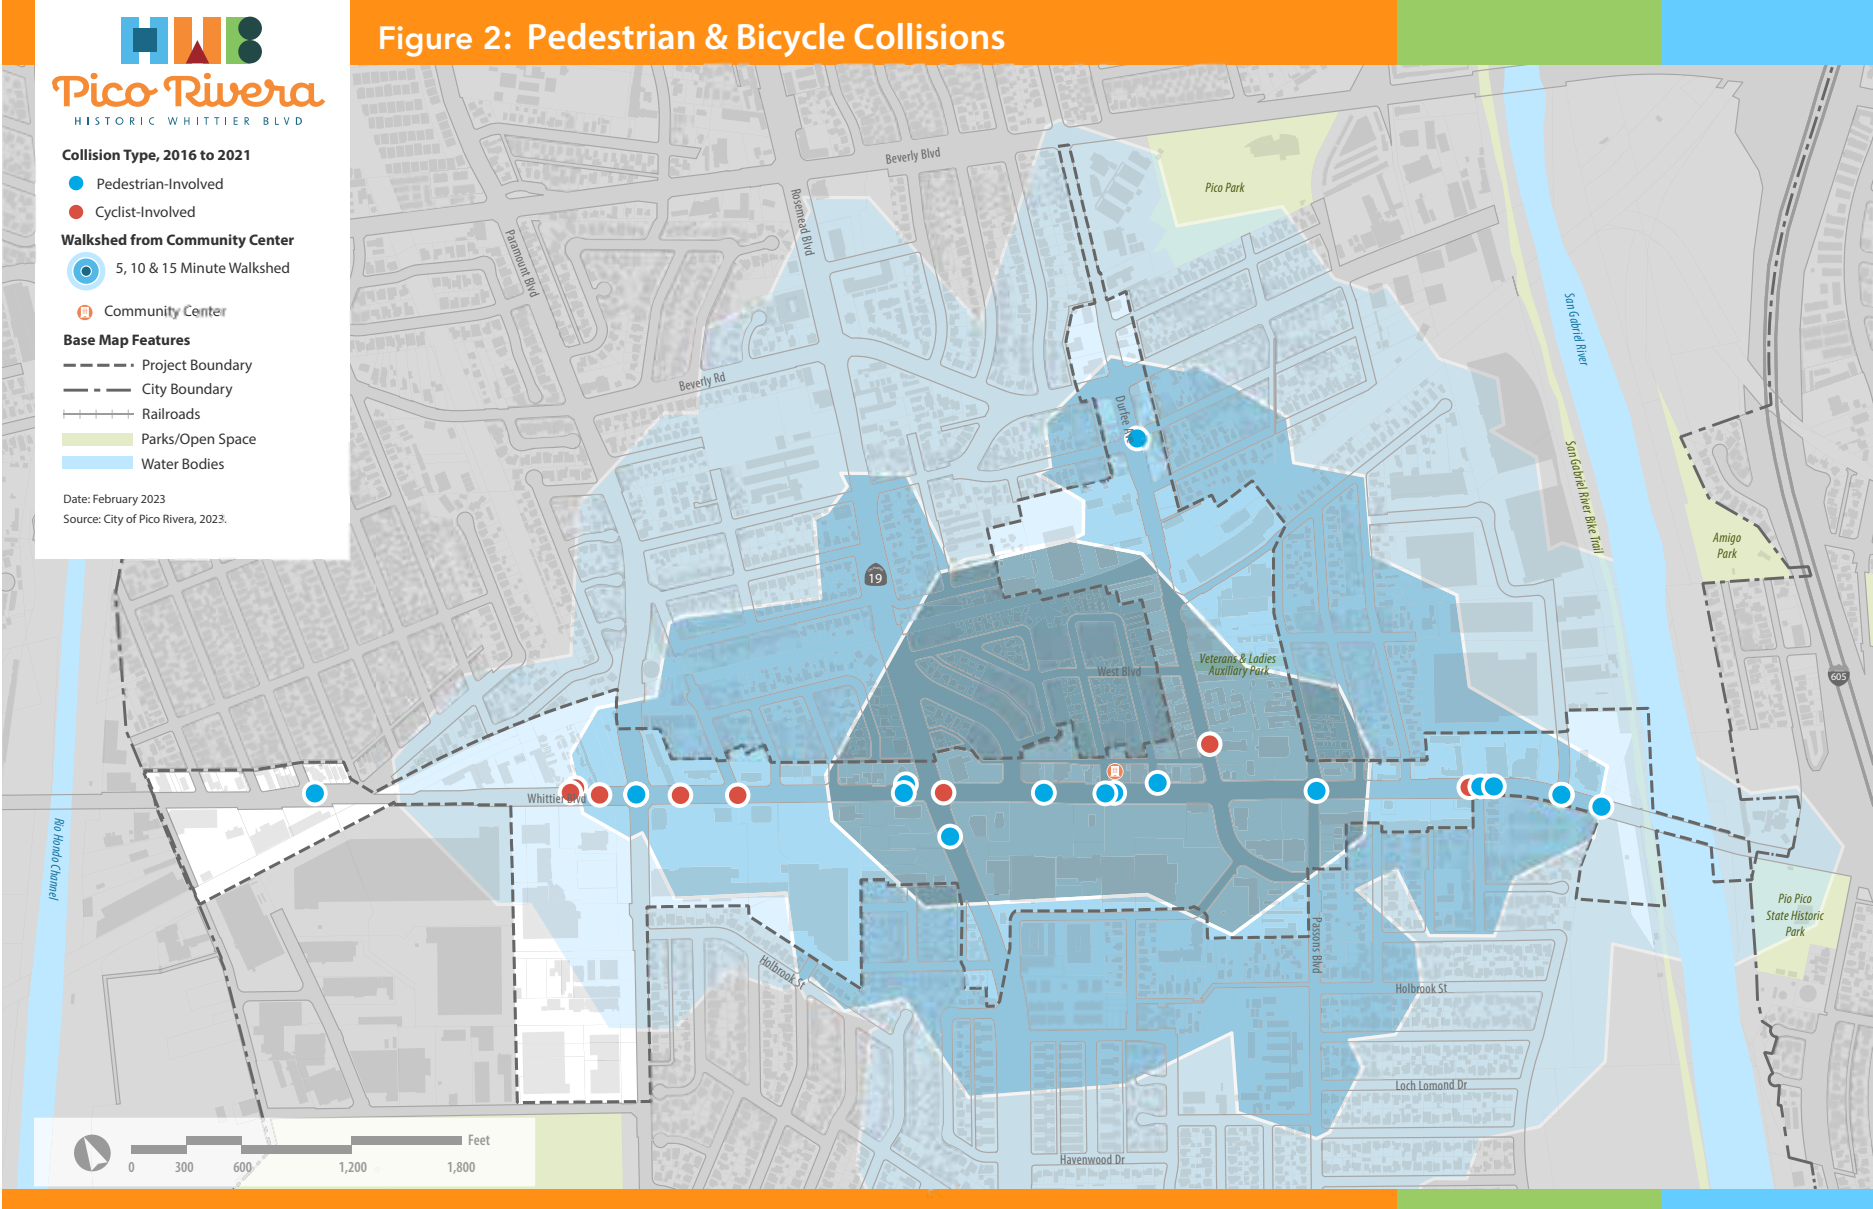 Figure 2: Pedestrian & Bicycle Collisions
HWB
Pico Rivera
HISTORIC WHITTIER BLVD
Collision Type, 2016 to 2021
Pedestrian-Involved
Cyclist-Involved
Walkshed from Community Center
5, 10 & 15 Minute Walkshed
Community Center
Base Map Features
Project Boundary
City Boundary
Railroads
Parks/Open Space
Water Bodies
Date: February 2023
Source: City of Pico Rivera, 2023.
Beverly Blvd
Pico Park
Rosemead Blvd
Paramount Blvd
San Gabriel River
Beverly Rd
Durfee Av
San Gabriel River Bike Trail
Amigo
Park
19
West Blvd
Veterans & Ladies
Auxiliary Park
605
Whittier Blvd
Rio Hondo Channel
Pio Pico
State Historic
Park
Passons Blvd
Holbrook St
Holbrook St
Loch Lomond Dr
Havenwood Dr
Feet
0 300 600 1,200 1,800